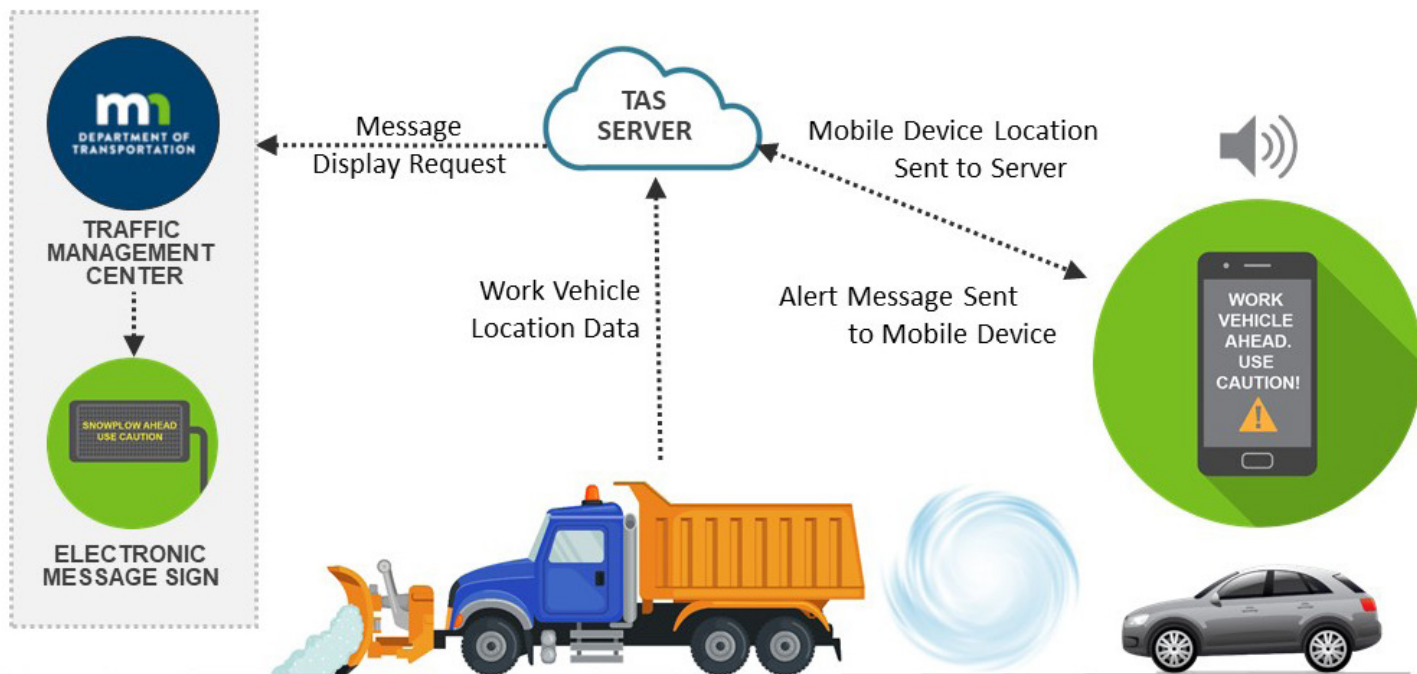 mn
DEPARTMENT OF
TRANSPORTATION
TRAFFIC
MANAGEMENT
CENTER
SNOWPLOW AHEAD
USE CAUTION
ELECTRONIC
MESSAGE SIGN
Message
Display Request
TAS
SERVER
Work Vehicle
Location Data
Mobile Device Location
Sent to Server
Alert Message Sent
to Mobile Device
WORK
VEHICLE
AHEAD.
USE
CAUTION!